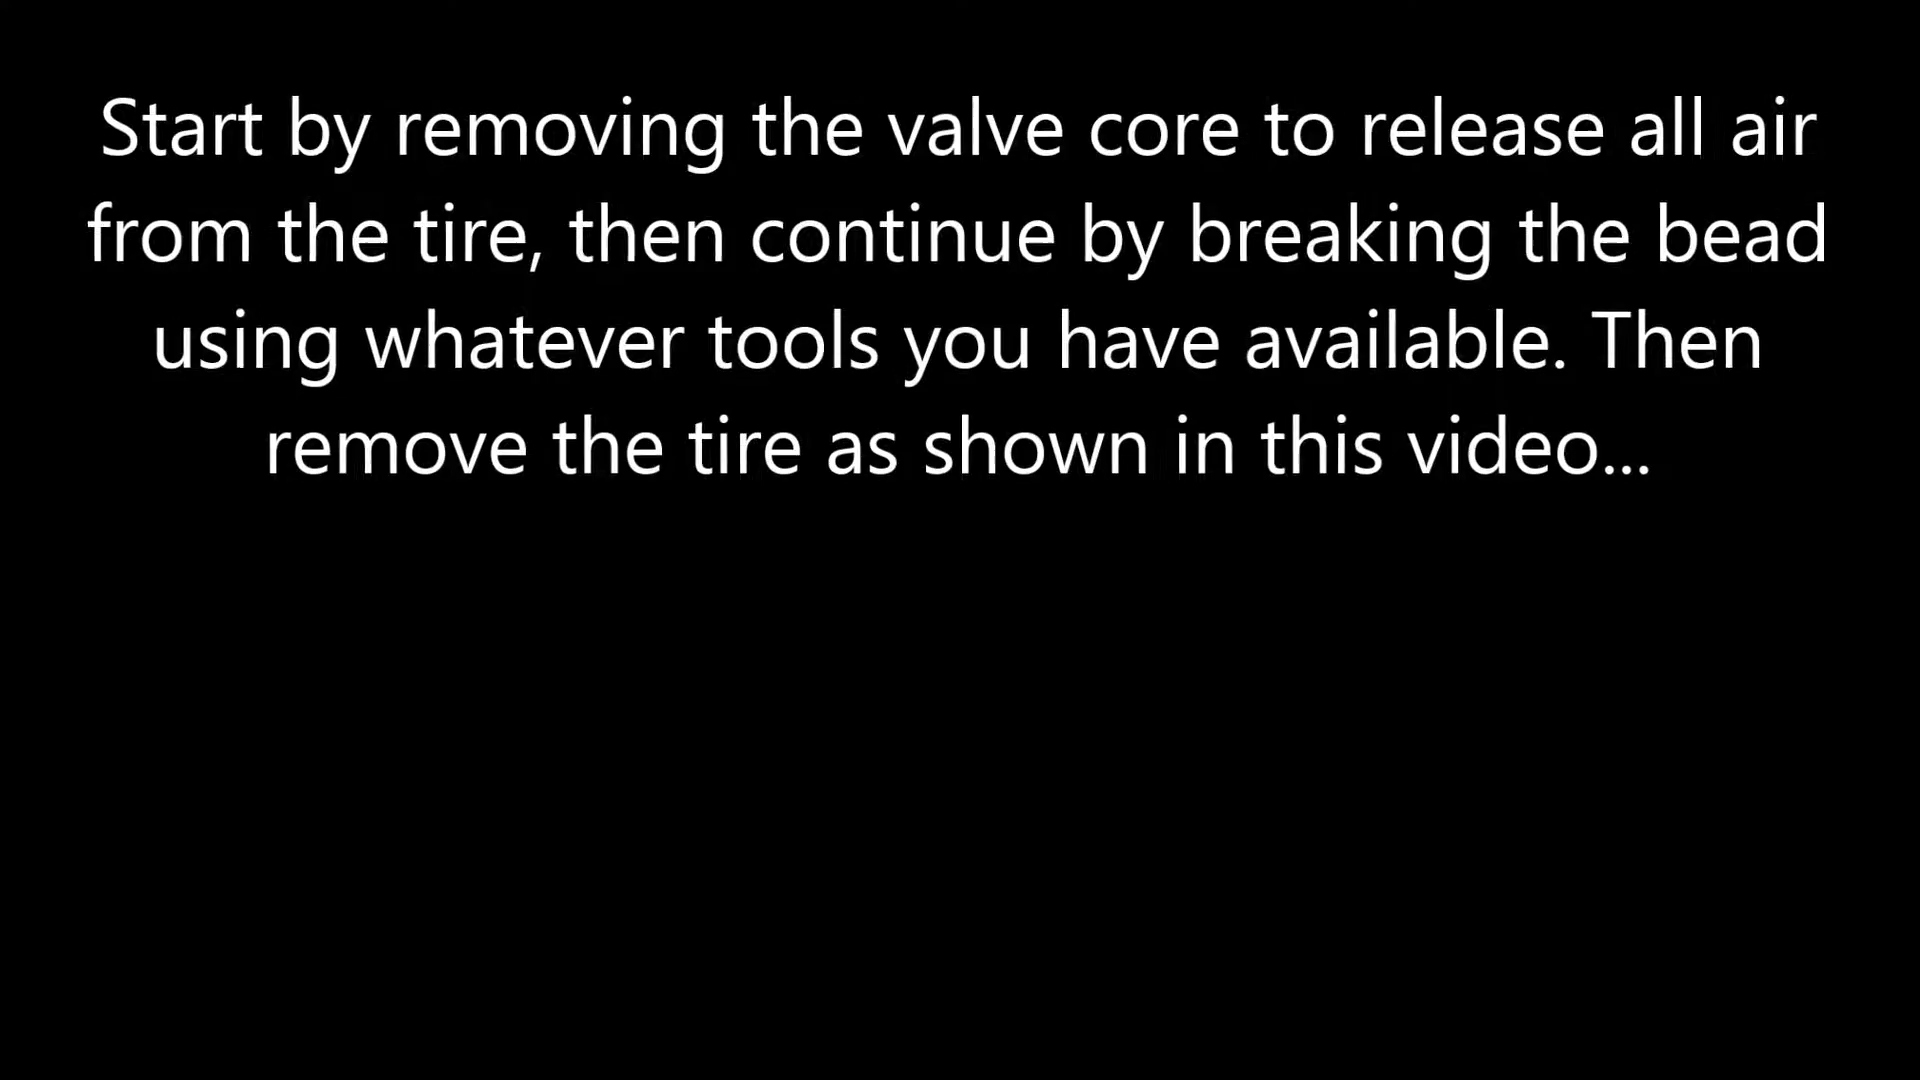 Start by removing the valve core to release all air
from the tire, then continue by breaking the bead
using whatever tools you have available. Then
remove the tire as shown in this video...